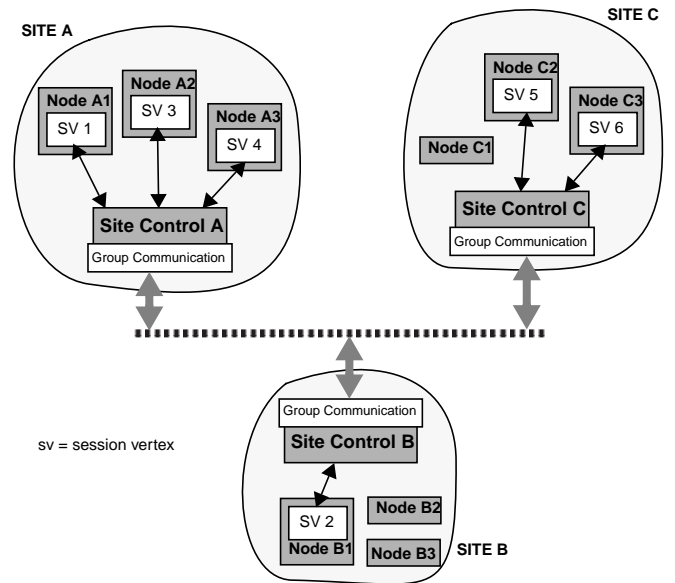 SITE A
Node A1
SV 1
Node A2
SV 3
Node A3
SV 4
Site Control A
Group Communication
SITE C
Node C2
SV 5
Node C3
SV 6
Node C1
Site Control C
Group Communication
Group Communication
Site Control B
sv = session vertex
SV 2
Node B1
Node B2
Node B3
SITE B